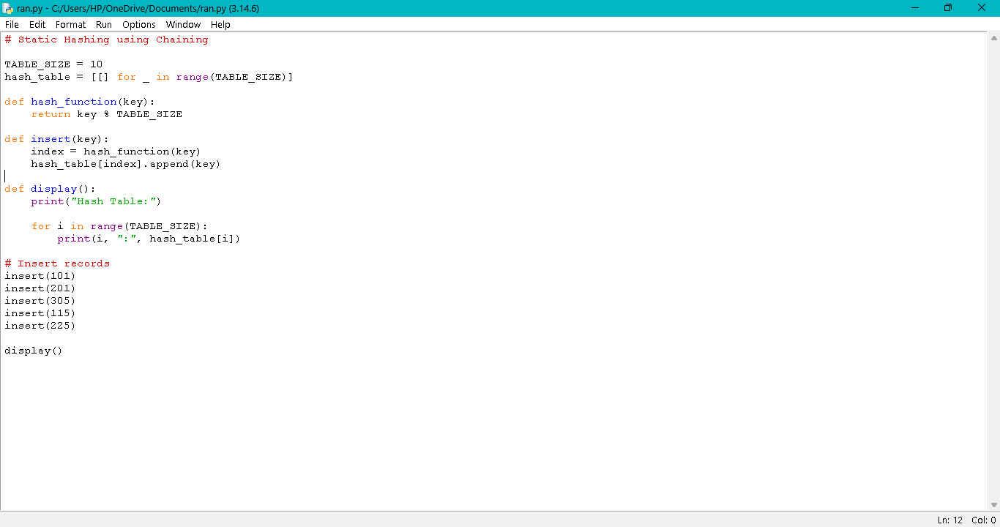 ran.py - C:/Users/HP/OneDrive/Documents/ran.py (3.14.6)
File Edit Format Run Options Window Help
# Static Hashing using Chaining

TABLE_SIZE = 10
hash_table = [[] for _ in range(TABLE_SIZE)]

def hash_function(key):
    return key % TABLE_SIZE

def insert(key):
    index = hash_function(key)
    hash_table[index].append(key)

def display():
    print("Hash Table:")

    for i in range(TABLE_SIZE):
        print(i, ":", hash_table[i])

# Insert records
insert(101)
insert(201)
insert(305)
insert(115)
insert(225)

display()
Ln: 12 Col: 0